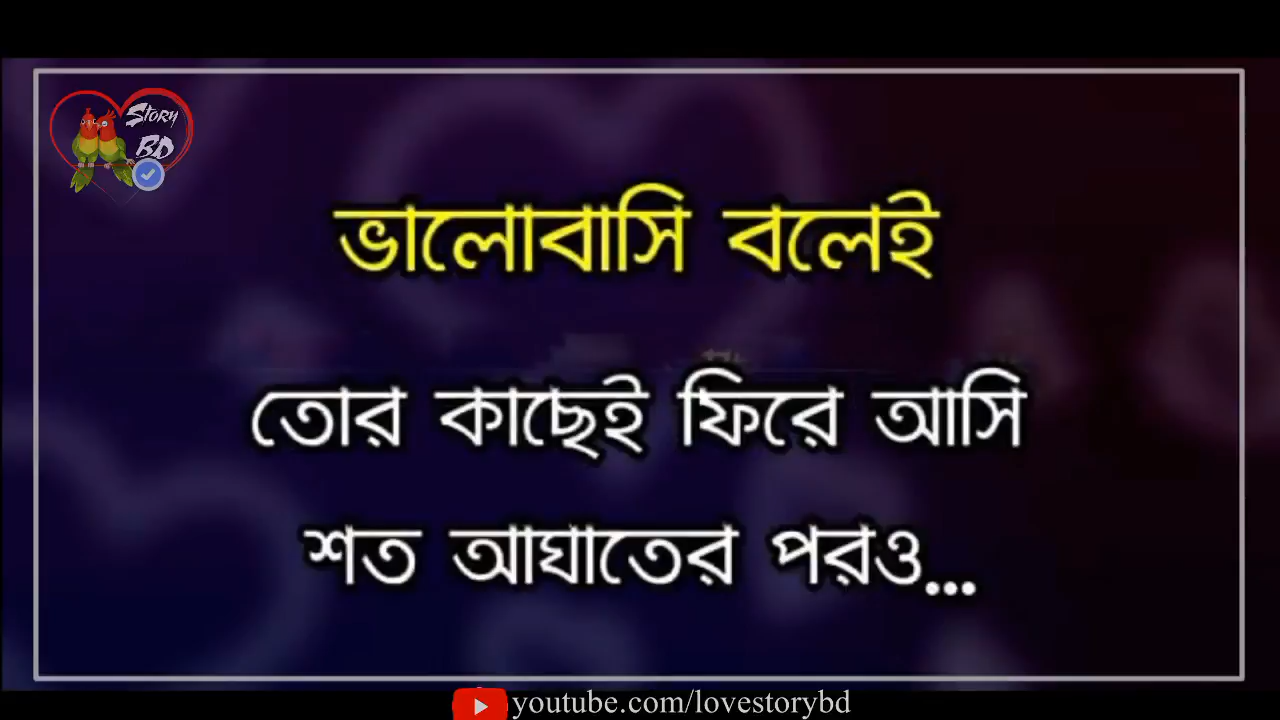 Story
BD
ভালোবাসি বলেই
তোর কাছেই ফিরে আসি
শত আঘাতের পরও...
youtube.com/lovestorybd